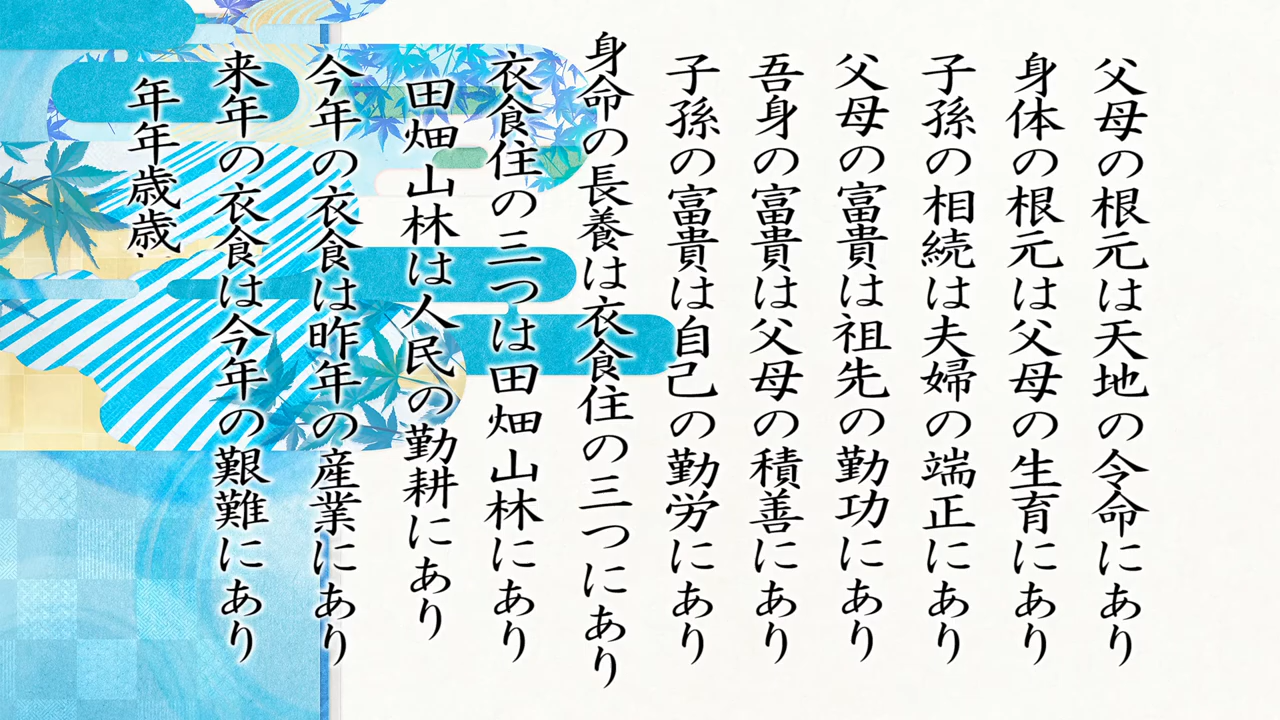 父母の根元は天地の令命にあり
身体の根元は父母の生育にあり
子孫の相続は夫婦の端正にあり
父母の富貴は祖先の勤功にあり
吾身の富貴は父母の積善にあり
子孫の富貴は自己の勤労にあり
身命の長養は衣食住の三つにあり
衣食住の三つは田畑山林にあり
田畑山林は人民の勤耕にあり
今年の衣食は昨年の産業にあり
来年の衣食は今年の艱難にあり
年年歳歳